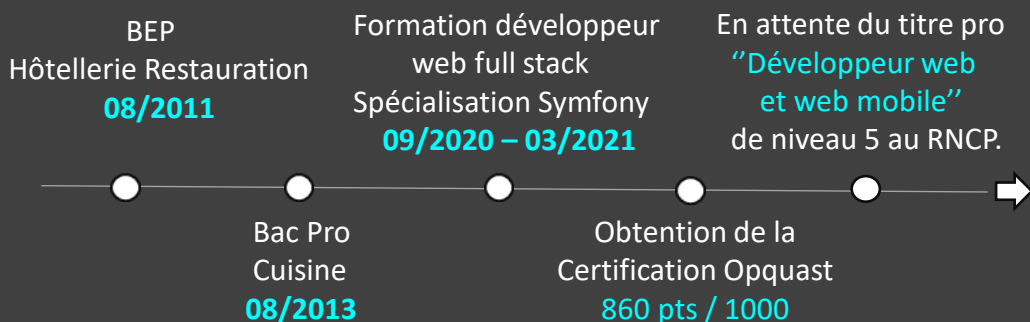 BEP
Hôtellerie Restauration
08/2011
Bac Pro
Cuisine
08/2013
Formation développeur
web full stack
Spécialisation Symfony
09/2020 – 03/2021
Obtention de la
Certification Opquast
860 pts / 1000
En attente du titre pro
‘’Développeur web
et web mobile’’
de niveau 5 au RNCP.